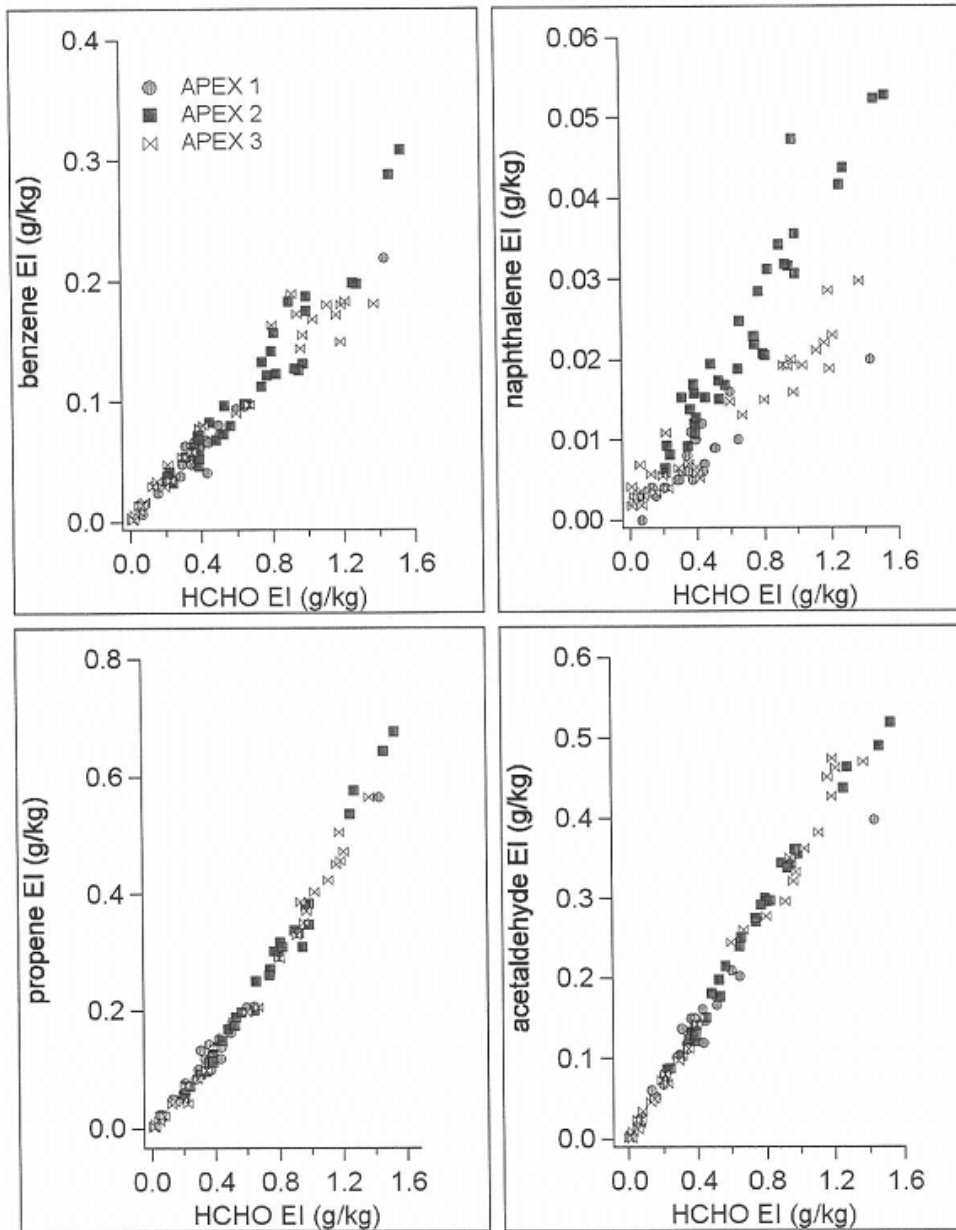 0.4
0.3
0.2
0.1
0.0
benzene EI (g/kg)
APEX 1
APEX 2
APEX 3
0.0 0.4 0.8 1.2 1.6
HCHO EI (g/kg)
0.06
0.05
0.04
0.03
0.02
0.01
0.00
naphthalene EI (g/kg)
0.0 0.4 0.8 1.2 1.6
HCHO EI (g/kg)
0.8
0.6
0.4
0.2
0.0
propene EI (g/kg)
0.0 0.4 0.8 1.2 1.6
HCHO EI (g/kg)
0.6
0.5
0.4
0.3
0.2
0.1
0.0
acetaldehyde EI (g/kg)
0.0 0.4 0.8 1.2 1.6
HCHO EI (g/kg)